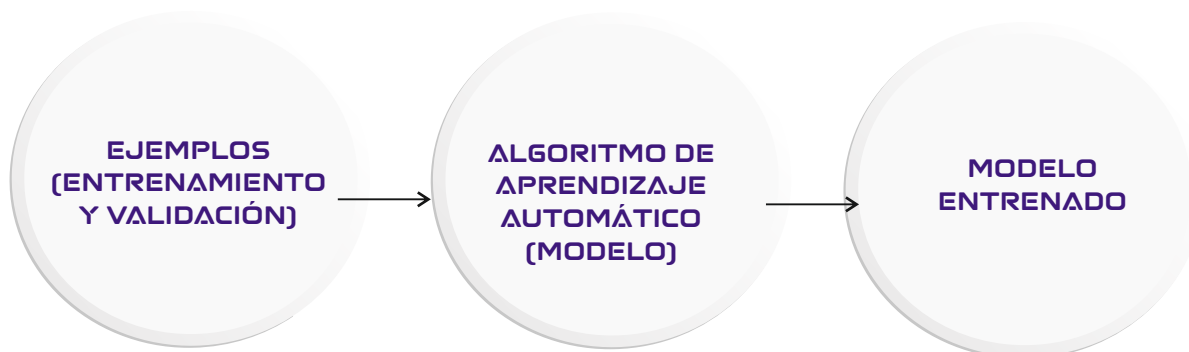 EJEMPLOS
(ENTRENAMIENTO
Y VALIDACIÓN)
ALGORITMO DE
APRENDIZAJE
AUTOMÁTICO
(MODELO)
MODELO
ENTRENADO